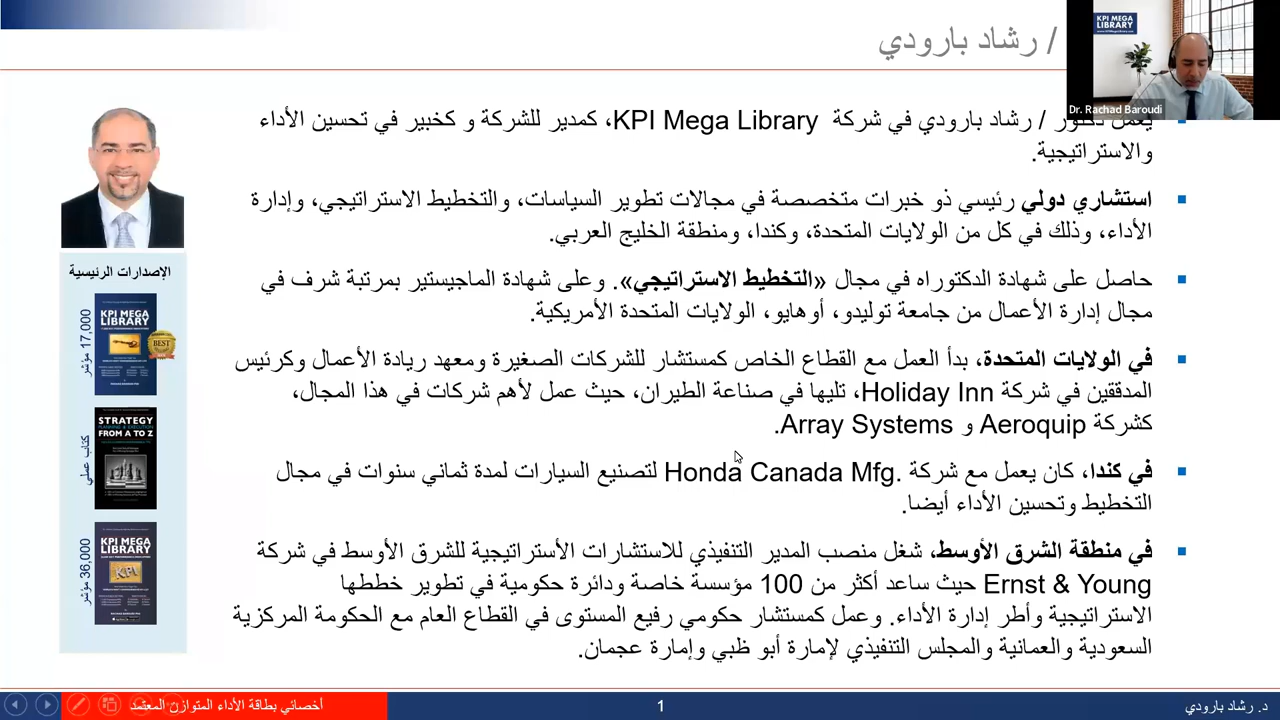 / رشاد بارودي
KPI MEGA
LIBRARY
Dr. Rachad Baroudi
يعمل دكتور / رشاد بارودي في شركة KPI Mega Library، كمدير للشركة و كخبير في تحسين الأداء
والاستراتيجية.
استشاري دولي رئيسي ذو خبرات متخصصة في مجالات تطوير السياسات، والتخطيط الاستراتيجي، وإدارة
الأداء، وذلك في كل من الولايات المتحدة، وكندا، ومنطقة الخليج العربي.
حاصل على شهادة الدكتوراه في مجال «التخطيط الاستراتيجي». وعلى شهادة الماجيستير بمرتبة شرف في
مجال إدارة الأعمال من جامعة توليدو، أوهايو، الولايات المتحدة الأمريكية.
في الولايات المتحدة، بدأ العمل مع القطاع الخاص كمستشار للشركات الصغيرة ومعهد ريادة الأعمال وكرئيس
المدققين في شركة Holiday Inn، تليها في صناعة الطيران، حيث عمل لأهم شركات في هذا المجال،
كشركة Aeroquip و Array Systems.
في كندا، كان يعمل مع شركة Honda Canada Mfg. لتصنيع السيارات لمدة ثماني سنوات في مجال
التخطيط وتحسين الأداء أيضا.
في منطقة الشرق الأوسط، شغل منصب المدير التنفيذي للاستشارات الأستراتيجية للشرق الأوسط في شركة
Ernst & Young حيث ساعد أكثر من 100 مؤسسة خاصة ودائرة حكومية في تطوير خططها
الاستراتيجية وأطر إدارة الأداء. وعمل كمستشار حكومي رفيع المستوى في القطاع العام مع الحكومة المركزية
السعودية والعمانية والمجلس التنفيذي لإمارة أبو ظبي وإمارة عجمان.
الإصدارات الرئيسية
17,000 مؤشر
KPI MEGA
LIBRARY
BEST
كتاب عملي
STRATEGY
PLANNING & EXECUTION
FROM A TO Z
36,000 مؤشر
KPI MEGA
LIBRARY
KPI
د. رشاد بارودي
1
أخصائي بطاقة الأداء المتوازن المعتمد